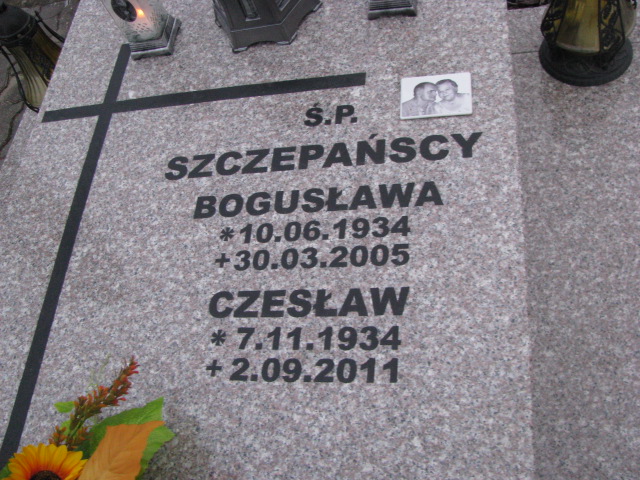 Ś.P.
SZCZEPAŃSCY
BOGUSŁAWA
*10.06.1934
+30.03.2005
CZESŁAW
*7.11.1934
+2.09.2011